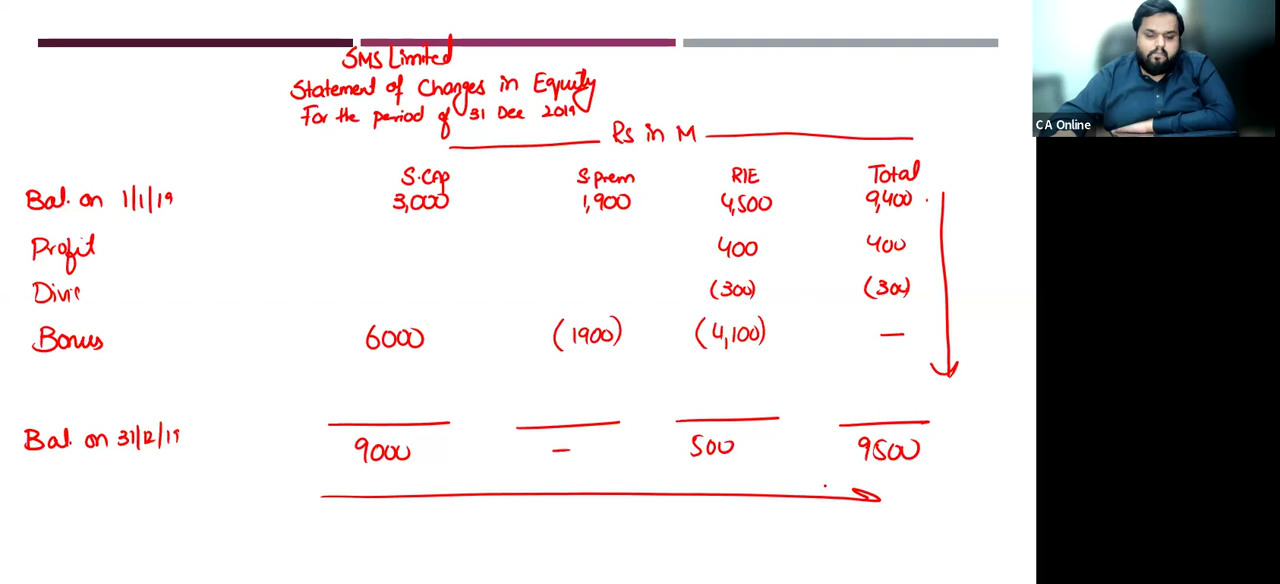 SMS Limited
Statement of Changes in Equity
For the period of 31 Dec 2019
Rs in M
S.Cap S.prem R/E Total
Bal. on 1/1/19 3,000 1,900 4,500 9,400
Profit 400 400
Divi (300) (300)
Bonus 6000 (1900) (4,100) —
Bal. on 31/12/19 9000 — 500 9500
CA Online